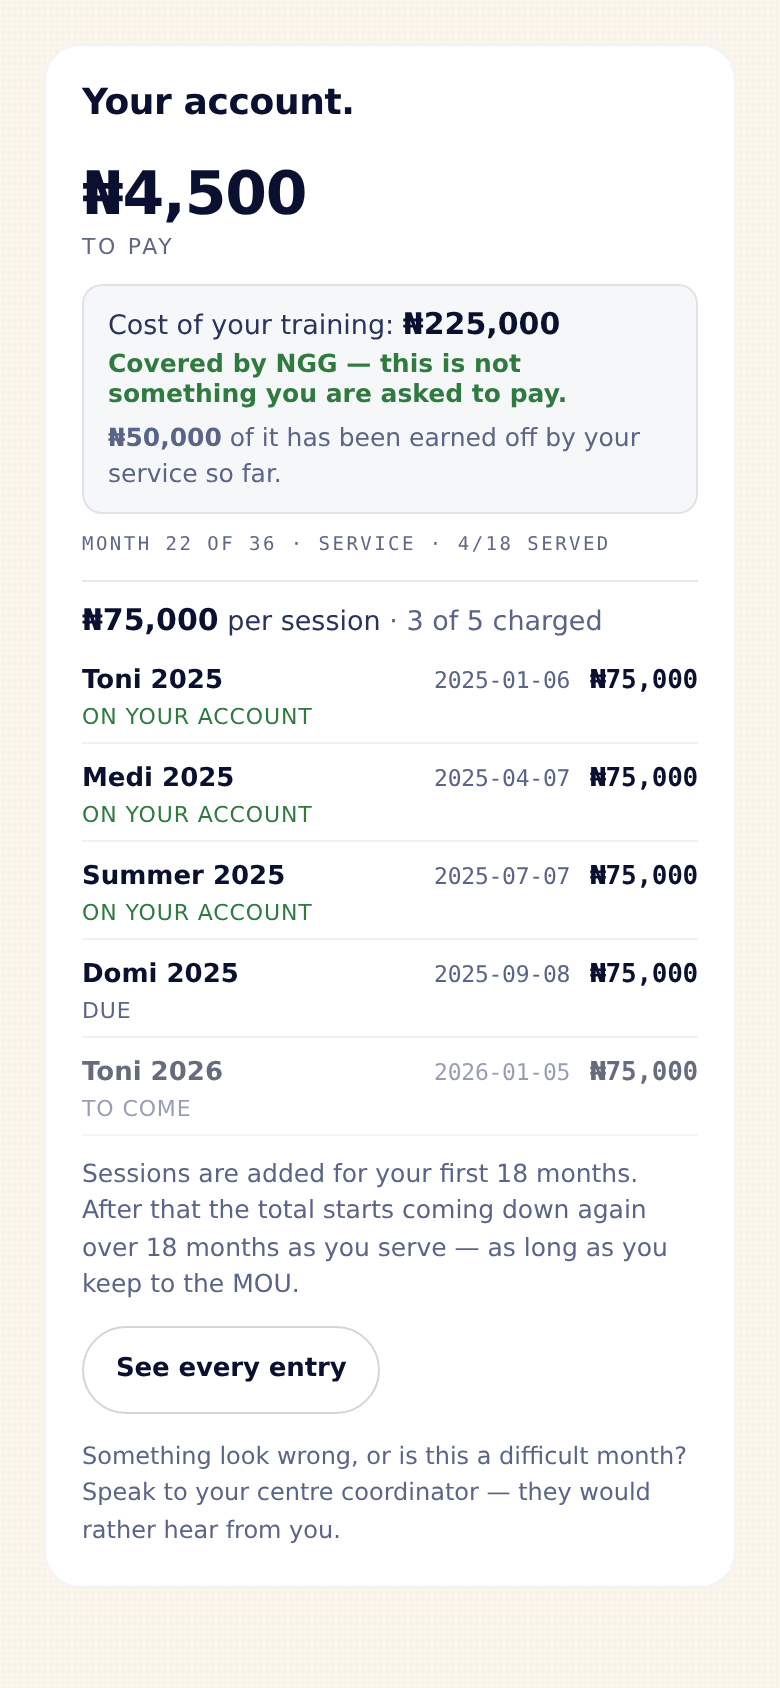 Your account.
₦4,500
TO PAY
Cost of your training: ₦225,000
Covered by NGG — this is not
something you are asked to pay.
₦50,000 of it has been earned off by your
service so far.
MONTH 22 OF 36 · SERVICE · 4/18 SERVED
₦75,000 per session · 3 of 5 charged
Toni 2025 2025-01-06 ₦75,000
ON YOUR ACCOUNT
Medi 2025 2025-04-07 ₦75,000
ON YOUR ACCOUNT
Summer 2025 2025-07-07 ₦75,000
ON YOUR ACCOUNT
Domi 2025 2025-09-08 ₦75,000
DUE
Toni 2026 2026-01-05 ₦75,000
TO COME
Sessions are added for your first 18 months.
After that the total starts coming down again
over 18 months as you serve — as long as you
keep to the MOU.
See every entry
Something look wrong, or is this a difficult month?
Speak to your centre coordinator — they would
rather hear from you.